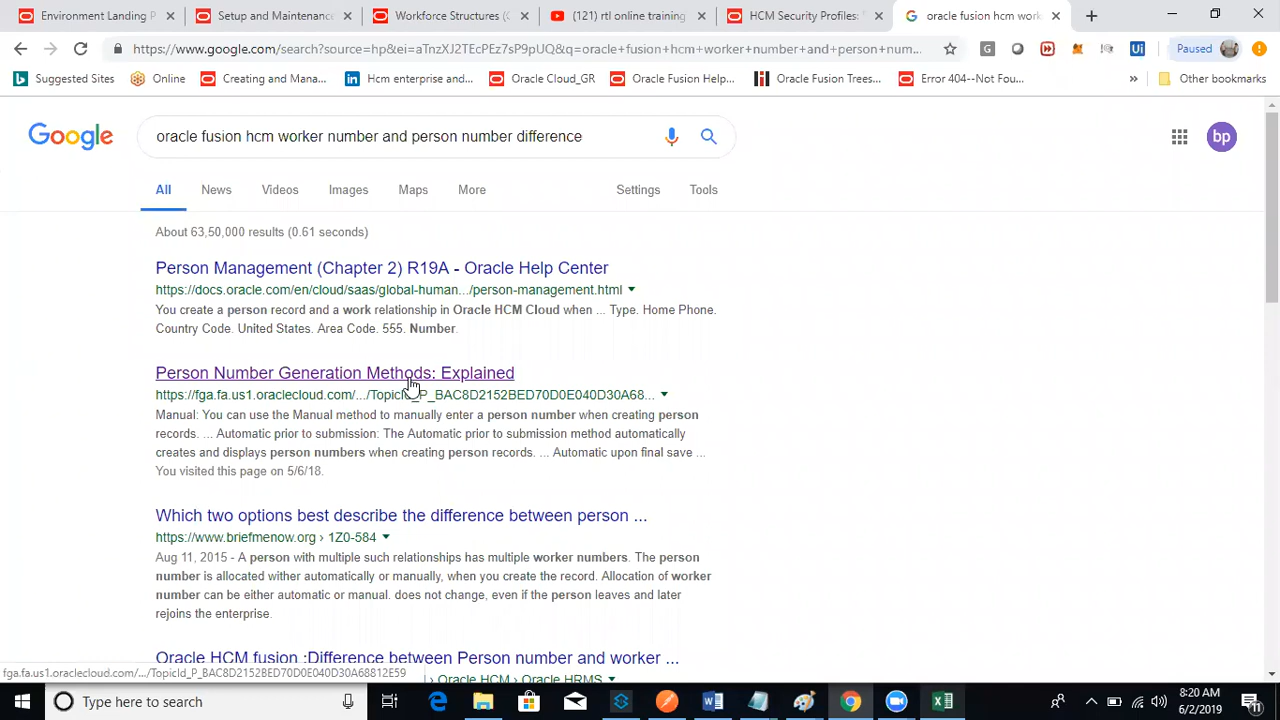 Environment Landing P
Setup and Maintenance
Workforce Structures (C
(121) rtl online training
HCM Security Profiles:
oracle fusion hcm work
https://www.google.com/search?source=hp&ei=aTnzXJ2TEcPEz7sP9pUQ&q=oracle+fusion+hcm+worker+number+and+person+num...
Paused
Suggested Sites
Online
Creating and Mana...
Hcm enterprise and...
Oracle Cloud_GR
Oracle Fusion Help...
Oracle Fusion Trees...
Error 404--Not Fou...
Other bookmarks
Google
oracle fusion hcm worker number and person number difference
bp
All
News
Videos
Images
Maps
More
Settings
Tools
About 63,50,000 results (0.61 seconds)
Person Management (Chapter 2) R19A - Oracle Help Center
https://docs.oracle.com/en/cloud/saas/global-human.../person-management.html
You create a person record and a work relationship in Oracle HCM Cloud when ... Type. Home Phone.
Country Code. United States. Area Code. 555. Number.
Person Number Generation Methods: Explained
https://fga.fa.us1.oraclecloud.com/.../TopicId_P_BAC8D2152BED70D0E040D30A68...
Manual: You can use the Manual method to manually enter a person number when creating person
records. ... Automatic prior to submission: The Automatic prior to submission method automatically
creates and displays person numbers when creating person records. ... Automatic upon final save ...
You visited this page on 5/6/18.
Which two options best describe the difference between person ...
https://www.briefmenow.org › 1Z0-584
Aug 11, 2015 - A person with multiple such relationships has multiple worker numbers. The person
number is allocated wither automatically or manually, when you create the record. Allocation of worker
number can be either automatic or manual. does not change, even if the person leaves and later
rejoins the enterprise.
Oracle HCM fusion :Difference between Person number and worker ...
› Oracle HCM › Oracle HRMS
fga.fa.us1.oraclecloud.com/.../TopicId_P_BAC8D2152BED70D0E040D30A68812E59
Type here to search
8:20 AM
6/2/2019